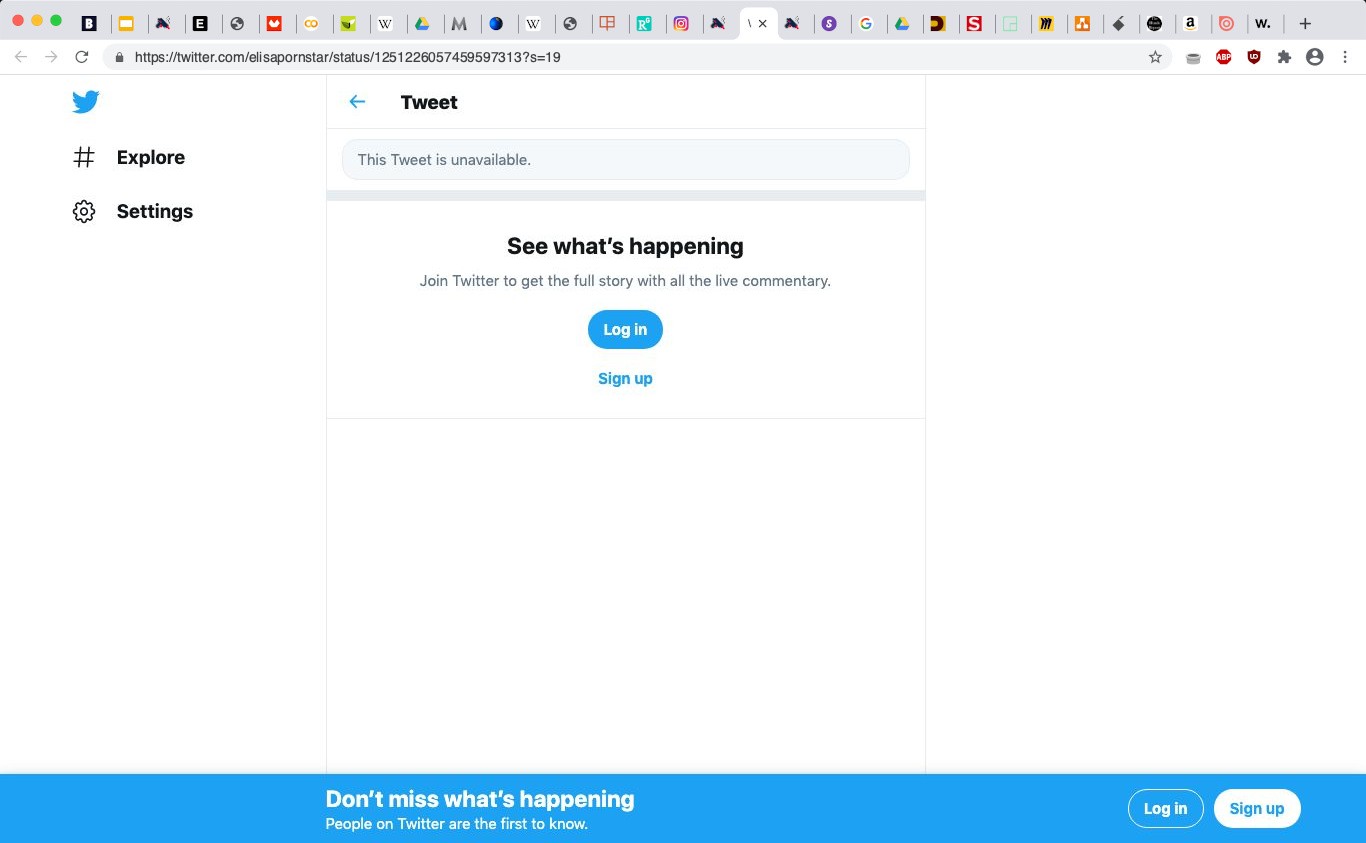 https://twitter.com/elisapornstar/status/1251226057459597313?s=19
Tweet
Explore
Settings
This Tweet is unavailable.
See what's happening
Join Twitter to get the full story with all the live commentary.
Log in
Sign up
Don't miss what's happening
People on Twitter are the first to know.
Log in
Sign up